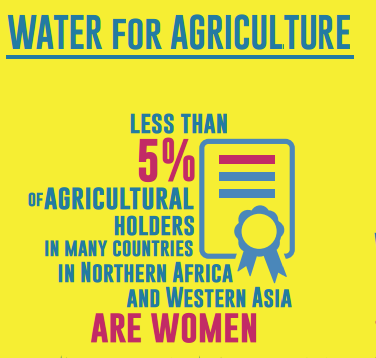 WATER FOR AGRICULTURE
LESS THAN
5%
OF AGRICULTURAL
HOLDERS
IN MANY COUNTRIES
IN NORTHERN AFRICA
AND WESTERN ASIA
ARE WOMEN